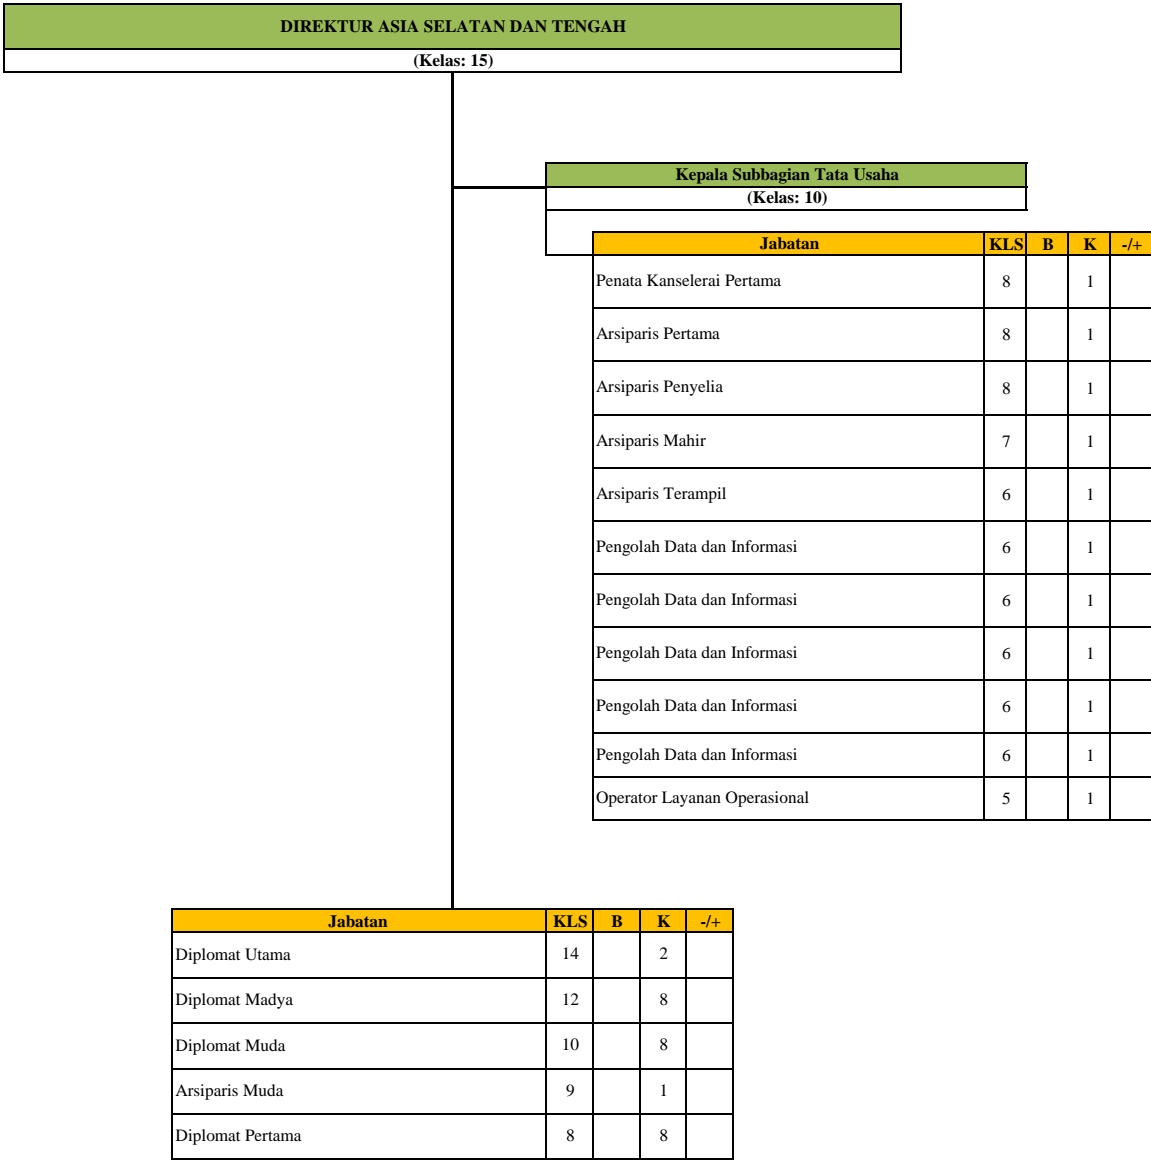 DIREKTUR ASIA SELATAN DAN TENGAH
(Kelas: 15)
Kepala Subbagian Tata Usaha
(Kelas: 10)
Jabatan KLS B K -/+
Penata Kanselerai Pertama 8 1
Arsiparis Pertama 8 1
Arsiparis Penyelia 8 1
Arsiparis Mahir 7 1
Arsiparis Terampil 6 1
Pengolah Data dan Informasi 6 1
Pengolah Data dan Informasi 6 1
Pengolah Data dan Informasi 6 1
Pengolah Data dan Informasi 6 1
Pengolah Data dan Informasi 6 1
Operator Layanan Operasional 5 1
Jabatan KLS B K -/+
Diplomat Utama 14 2
Diplomat Madya 12 8
Diplomat Muda 10 8
Arsiparis Muda 9 1
Diplomat Pertama 8 8